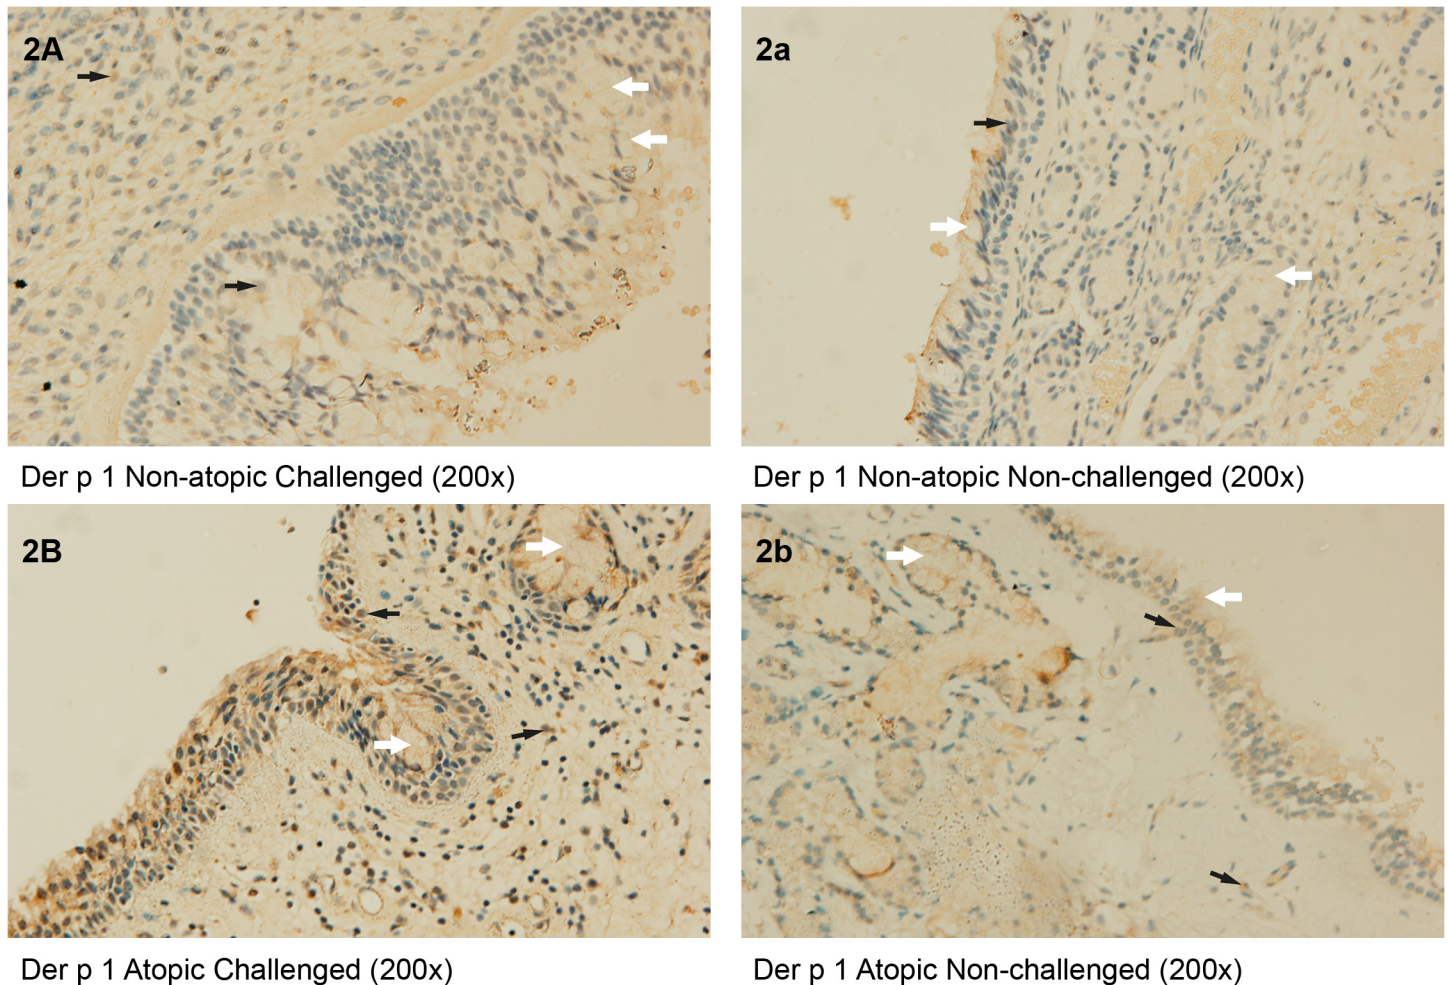 2A
2a
Der p 1 Non-atopic Challenged (200x)
Der p 1 Non-atopic Non-challenged (200x)
2B
2b
Der p 1 Atopic Challenged (200x)
Der p 1 Atopic Non-challenged (200x)